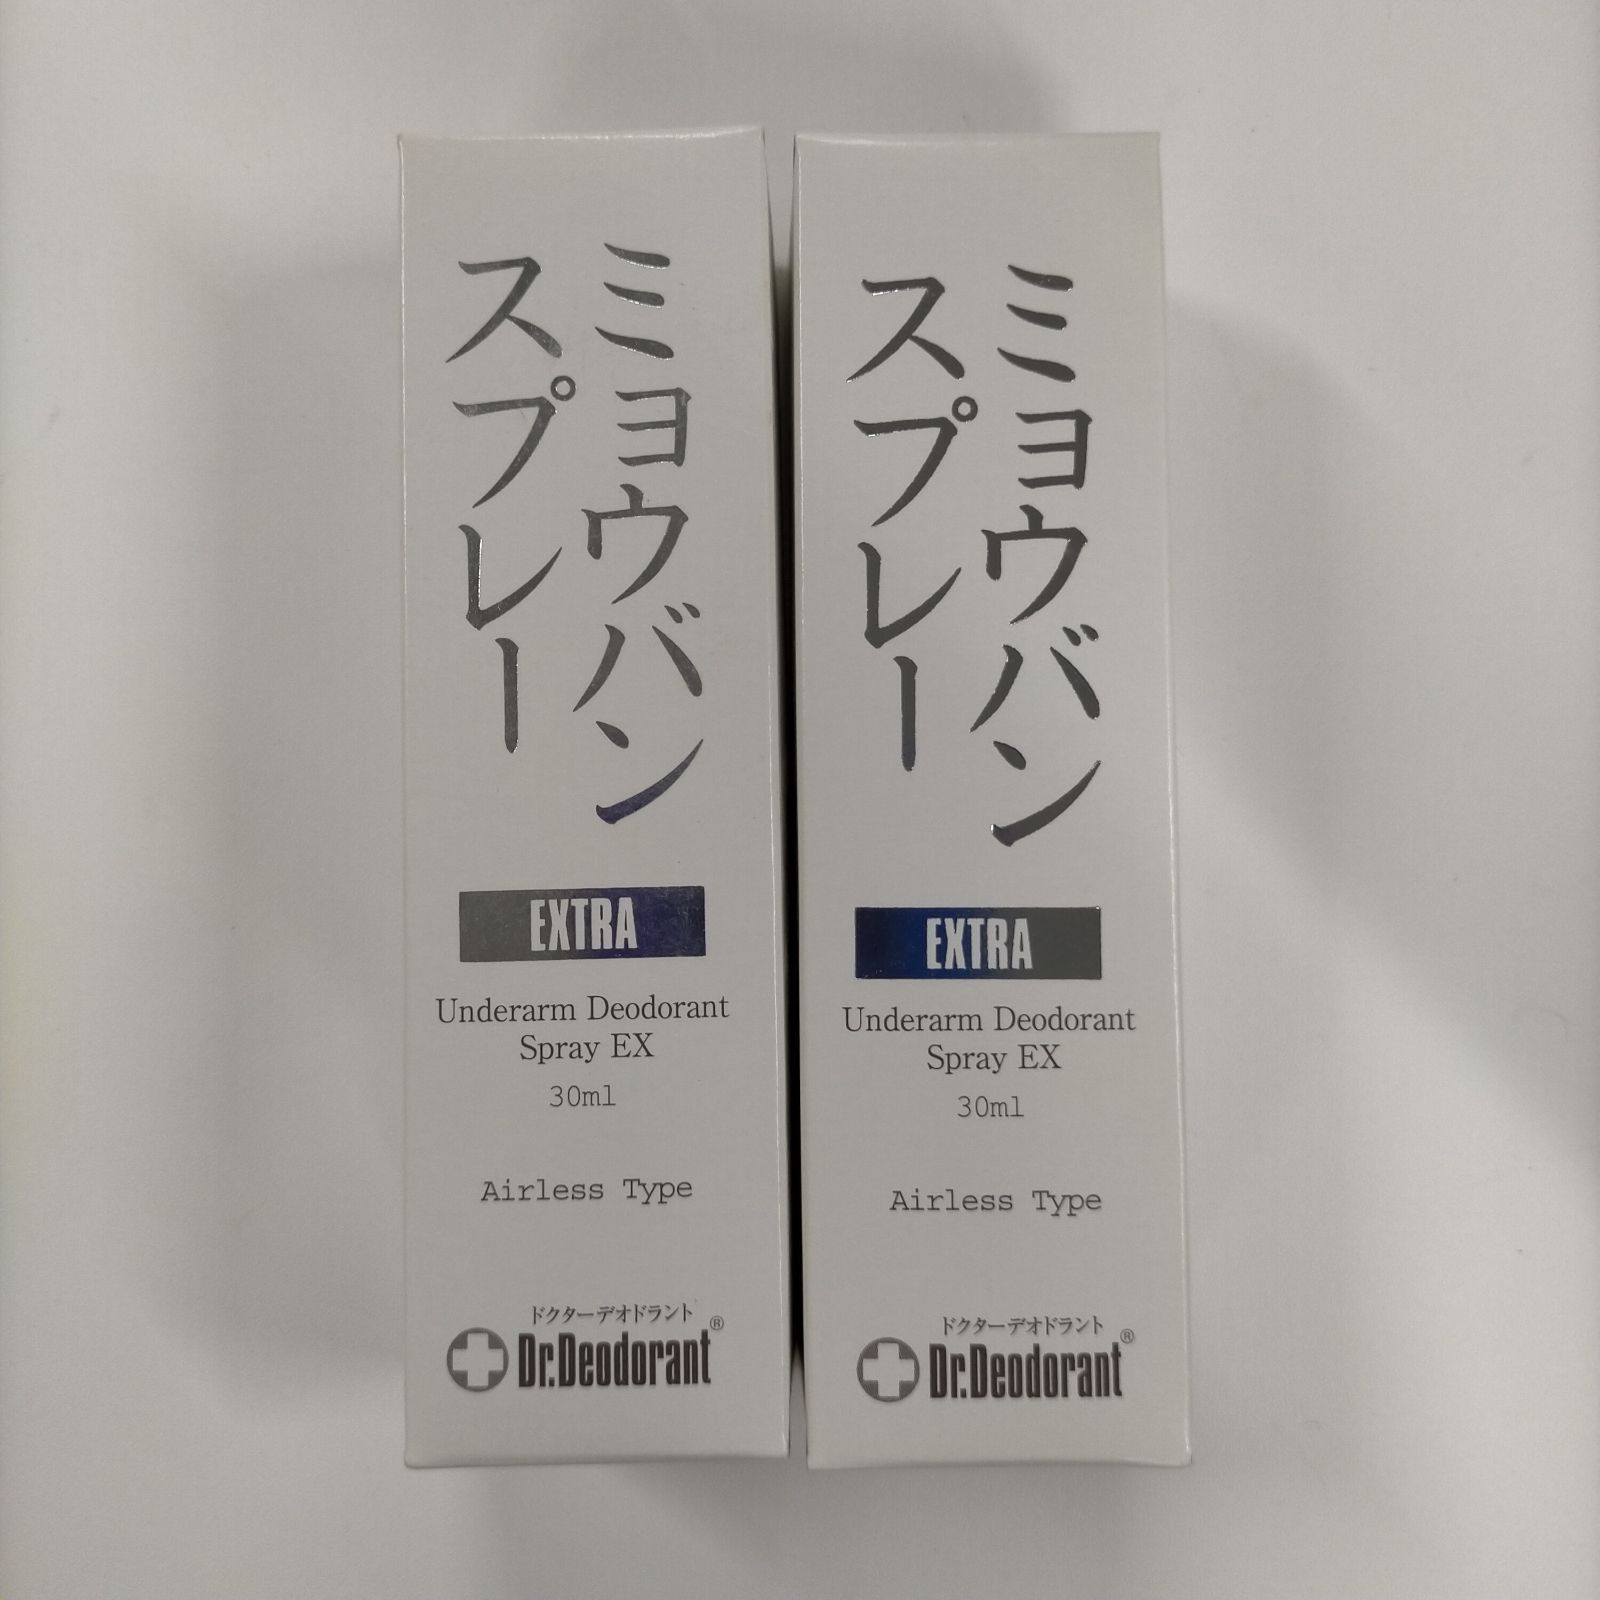 ミョウバン
スプレー
EXTRA
Underarm Deodorant
Spray EX
30ml
Airless Type
ドクターデオドラント
Dr.Deodorant®
ミョウバン
スプレー
EXTRA
Underarm Deodorant
Spray EX
30ml
Airless Type
ドクターデオドラント
Dr.Deodorant®